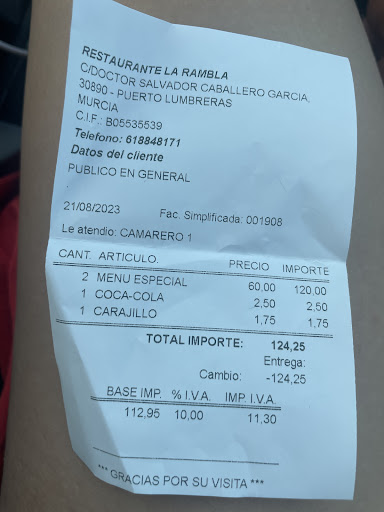 RESTAURANTE LA RAMBLA
C/DOCTOR SALVADOR CABALLERO GARCIA,
30890 - PUERTO LUMBRERAS
MURCIA
C.I.F.: B05535539
Telefono: 618848171
Datos del cliente
PUBLICO EN GENERAL
21/08/2023 Fac. Simplificada: 001908
Le atendio: CAMARERO 1
CANT. ARTICULO. PRECIO IMPORTE
2 MENU ESPECIAL 60,00 120,00
1 COCA-COLA 2,50 2,50
1 CARAJILLO 1,75 1,75
TOTAL IMPORTE: 124,25
Entrega:
Cambio: -124,25
BASE IMP. % I.V.A. IMP. I.V.A.
112,95 10,00 11,30
*** GRACIAS POR SU VISITA ***